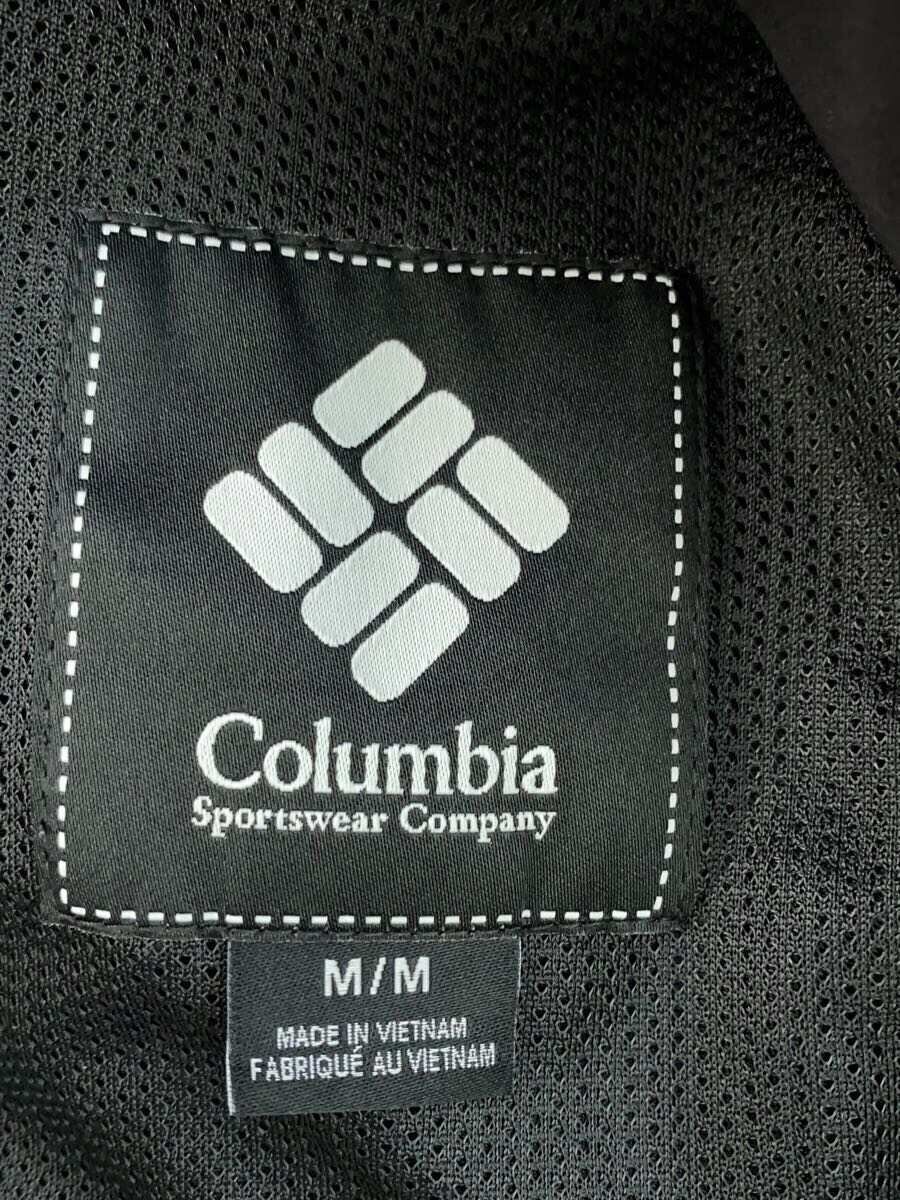 Columbia
Sportswear Company
M/M
MADE IN VIETNAM
FABRIQUÉ AU VIETNAM